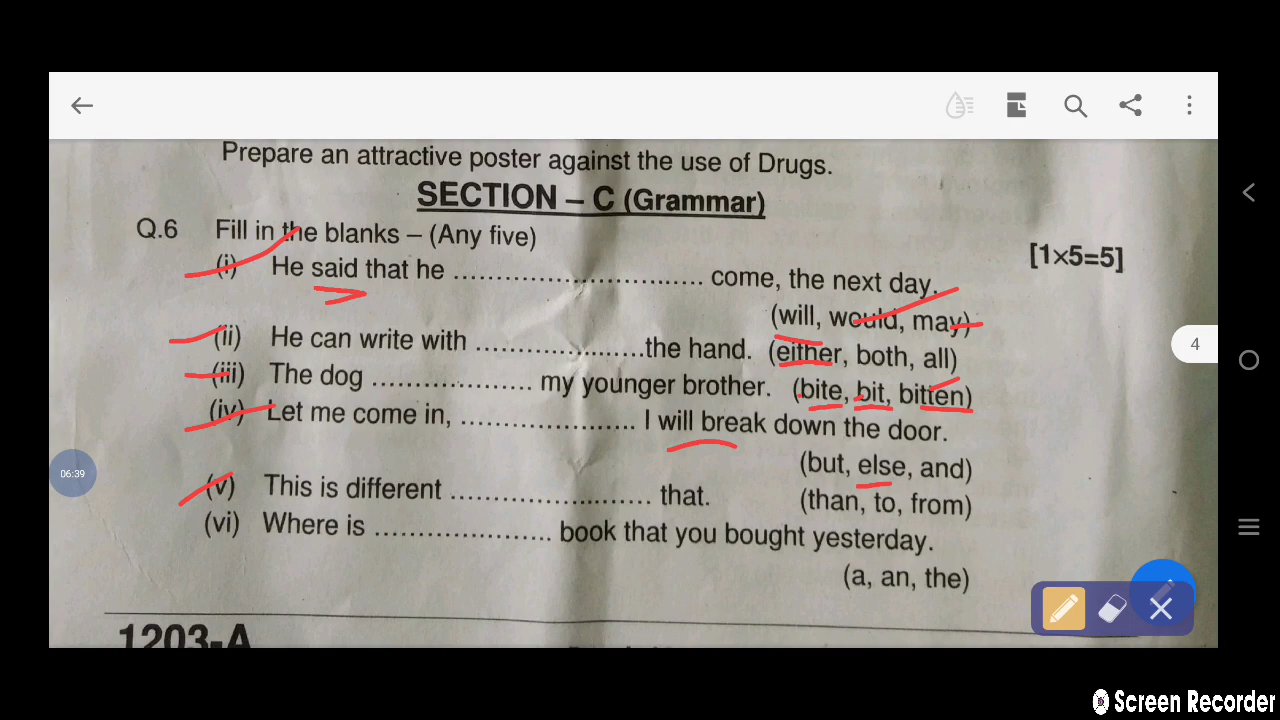 Prepare an attractive poster against the use of Drugs.
SECTION – C (Grammar)
Q.6 Fill in the blanks – (Any five) [1×5=5]
(i) He said that he .............................. come, the next day.
(will, would, may)
(ii) He can write with ....................the hand. (either, both, all)
(iii) The dog .................... my younger brother. (bite, bit, bitten)
(iv) Let me come in, ...................... I will break down the door.
(but, else, and)
(v) This is different ......................... that. (than, to, from)
(vi) Where is ...................... book that you bought yesterday.
(a, an, the)
4
06:39
1203-A
Screen Recorder